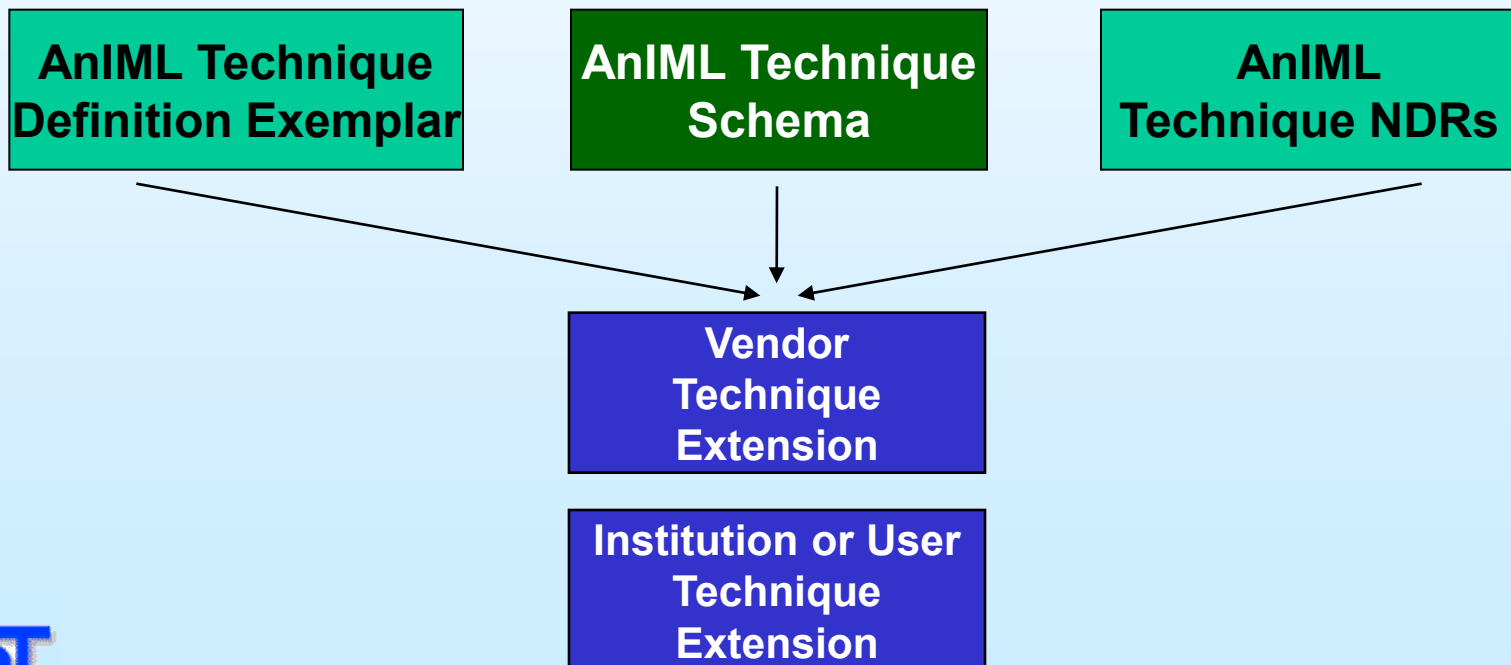 AnIML Technique
Definition Exemplar
AnIML Technique
Schema
AnIML
Technique NDRs
Vendor
Technique
Extension
Institution or User
Technique
Extension